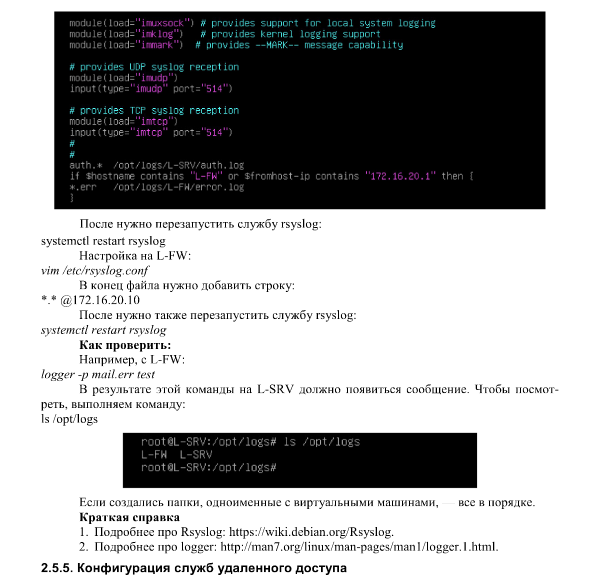 module(load="imuxsock") # provides support for local system logging
module(load="imklog")   # provides kernel logging support
module(load="immark")  # provides --MARK-- message capability
# provides UDP syslog reception
module(load="imudp")
input(type="imudp" port="514")
# provides TCP syslog reception
module(load="imtcp")
input(type="imtcp" port="514")
#
#
auth.*  /opt/logs/L-SRV/auth.log
if $hostname contains "L-FW" or $fromhost-ip contains "172.16.20.1" then {
*.err   /opt/logs/L-FW/error.log
}
После нужно перезапустить службу rsyslog:
systemctl restart rsyslog
Настройка на L-FW:
vim /etc/rsyslog.conf
В конец файла нужно добавить строку:
*.* @172.16.20.10
После нужно также перезапустить службу rsyslog:
systemctl restart rsyslog
Как проверить:
Например, с L-FW:
logger -p mail.err test
В результате этой команды на L-SRV должно появиться сообщение. Чтобы посмот-
реть, выполняем команду:
ls /opt/logs
root@L-SRV:/opt/logs# ls /opt/logs
L-FW  L-SRV
root@L-SRV:/opt/logs#
Если создались папки, одноименные с виртуальными машинами, — все в порядке.
Краткая справка
1. Подробнее про Rsyslog: https://wiki.debian.org/Rsyslog.
2. Подробнее про logger: http://man7.org/linux/man-pages/man1/logger.1.html.
2.5.5. Конфигурация служб удаленного доступа